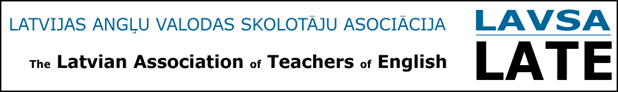 LATVIJAS ANGĻU VALODAS SKOLOTĀJU ASOCIĀCIJA
The Latvian Association of Teachers of English
LAVSA
LATE